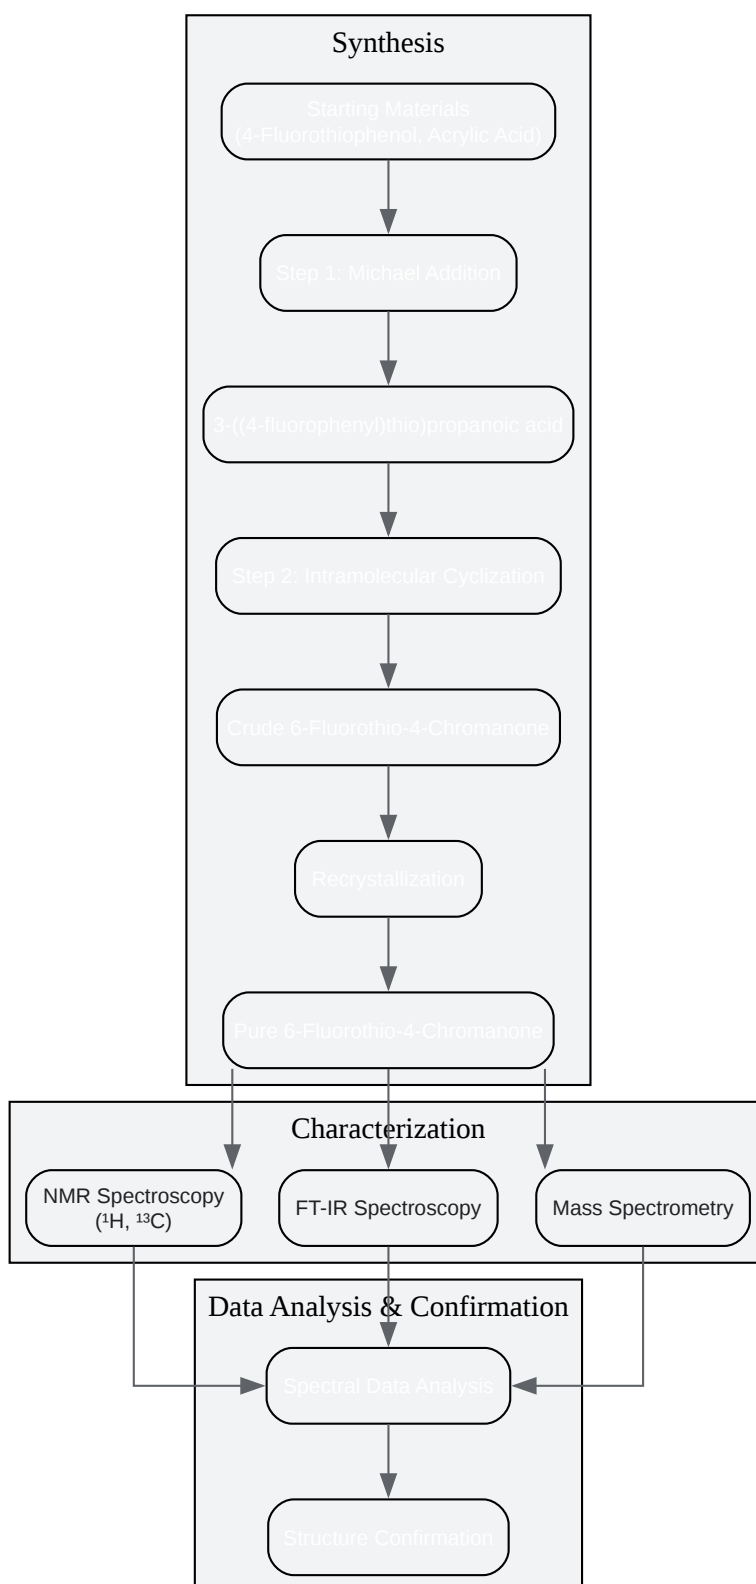 Synthesis
Starting Materials
(4-Fluorothiophenol, Acrylic Acid)
Step 1: Michael Addition
3-((4-fluorophenyl)thio)propanoic acid
Step 2: Intramolecular Cyclization
Crude 6-Fluorothio-4-Chromanone
Recrystallization
Pure 6-Fluorothio-4-Chromanone
Characterization
NMR Spectroscopy
(¹H, ¹³C)
FT-IR Spectroscopy
Mass Spectrometry
Data Analysis & Confirmation
Spectral Data Analysis
Structure Confirmation